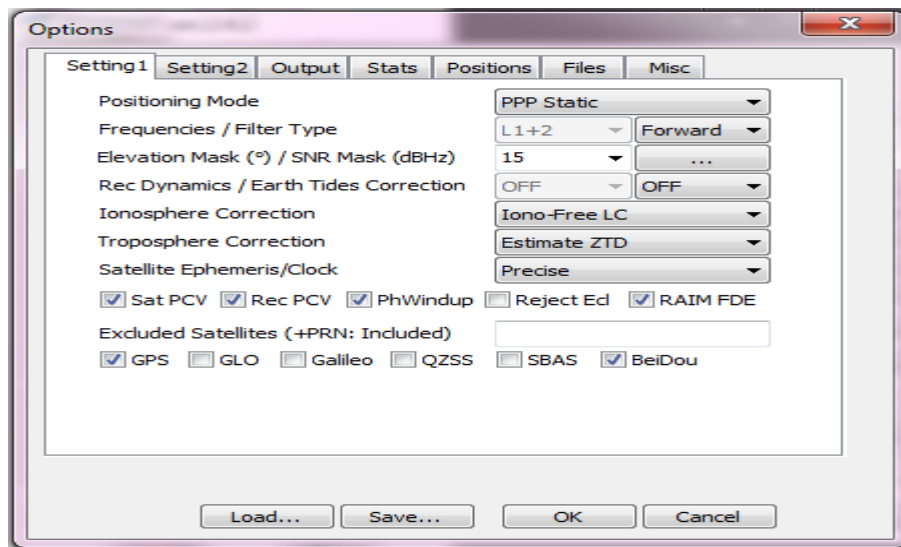 Options
Setting1 Setting2 Output Stats Positions Files Misc
Positioning Mode PPP Static
Frequencies / Filter Type L1+2 Forward
Elevation Mask (°) / SNR Mask (dBHz) 15 ...
Rec Dynamics / Earth Tides Correction OFF OFF
Ionosphere Correction Iono-Free LC
Troposphere Correction Estimate ZTD
Satellite Ephemeris/Clock Precise
Sat PCV Rec PCV PhWindup Reject Ecl RAIM FDE
Excluded Satellites (+PRN: Included)
GPS GLO Galileo QZSS SBAS BeiDou
Load... Save... OK Cancel